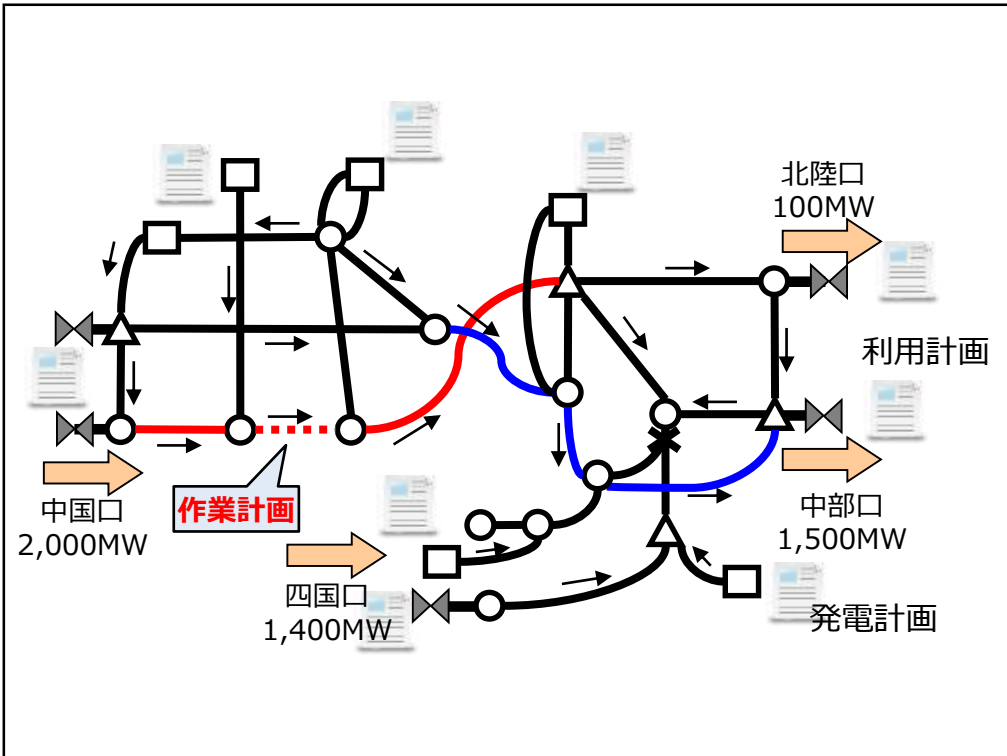 北陸口
100MW
利用計画
中国口
2,000MW
作業計画
中部口
1,500MW
四国口
1,400MW
発電計画